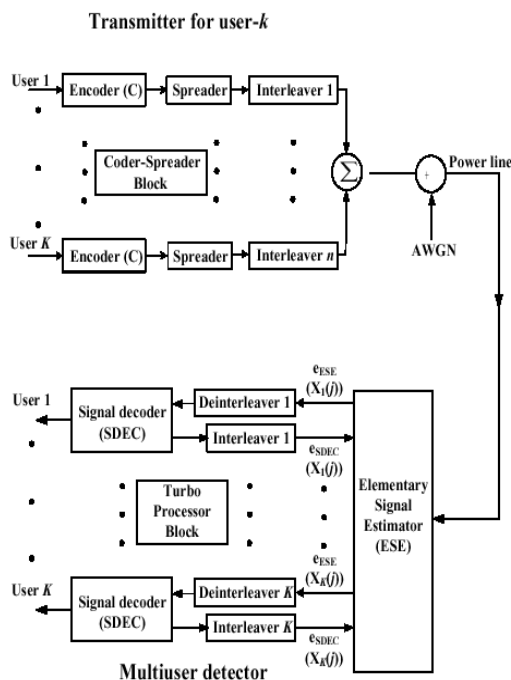 Transmitter for user-k
User 1
Encoder (C)
Spreader
Interleaver 1
Coder-Spreader
Block
Σ
+
Power line
AWGN
User K
Encoder (C)
Spreader
Interleaver n
User 1
Signal decoder
(SDEC)
Deinterleaver 1
Interleaver 1
eESE
(X1(j))
eSDEC
(X1(j))
Elementary
Signal
Estimator
(ESE)
Turbo
Processor
Block
User K
Signal decoder
(SDEC)
Deinterleaver K
Interleaver K
eESE
(XK(j))
eSDEC
(XK(j))
Multiuser detector